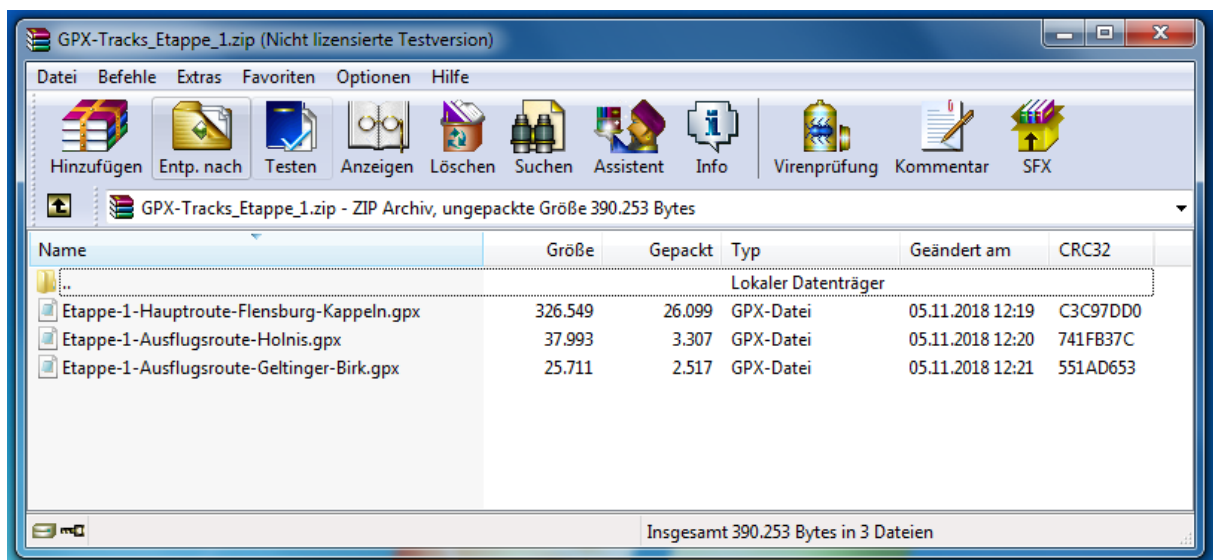 GPX-Tracks_Etappe_1.zip (Nicht lizensierte Testversion)
Datei Befehle Extras Favoriten Optionen Hilfe
Hinzufügen Entp. nach Testen Anzeigen Löschen Suchen Assistent Info Virenprüfung Kommentar SFX
GPX-Tracks_Etappe_1.zip - ZIP Archiv, ungepackte Größe 390.253 Bytes
Name Größe Gepackt Typ Geändert am CRC32
.. Lokaler Datenträger
Etappe-1-Hauptroute-Flensburg-Kappeln.gpx 326.549 26.099 GPX-Datei 05.11.2018 12:19 C3C97DD0
Etappe-1-Ausflugsroute-Holnis.gpx 37.993 3.307 GPX-Datei 05.11.2018 12:20 741FB37C
Etappe-1-Ausflugsroute-Geltinger-Birk.gpx 25.711 2.517 GPX-Datei 05.11.2018 12:21 551AD653
Insgesamt 390.253 Bytes in 3 Dateien